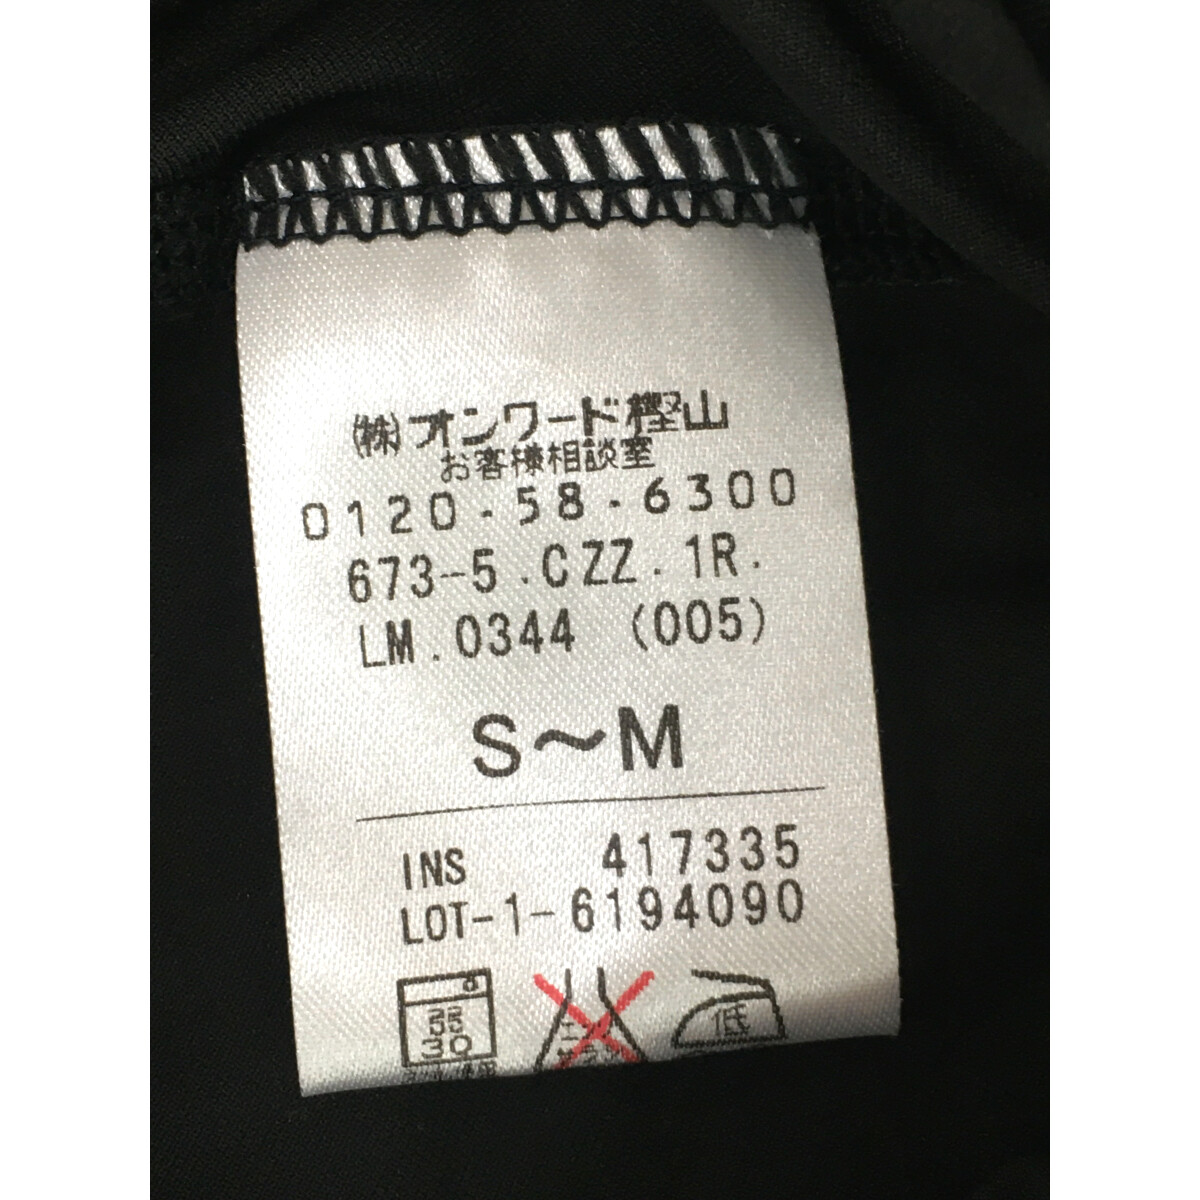 (株)オンワード樫山
お客様相談室
0120-58-6300
673-5.CZZ.1R.
LM.0344 (005)
S〜M
INS 417335
LOT-1-6194090
弱
30
低